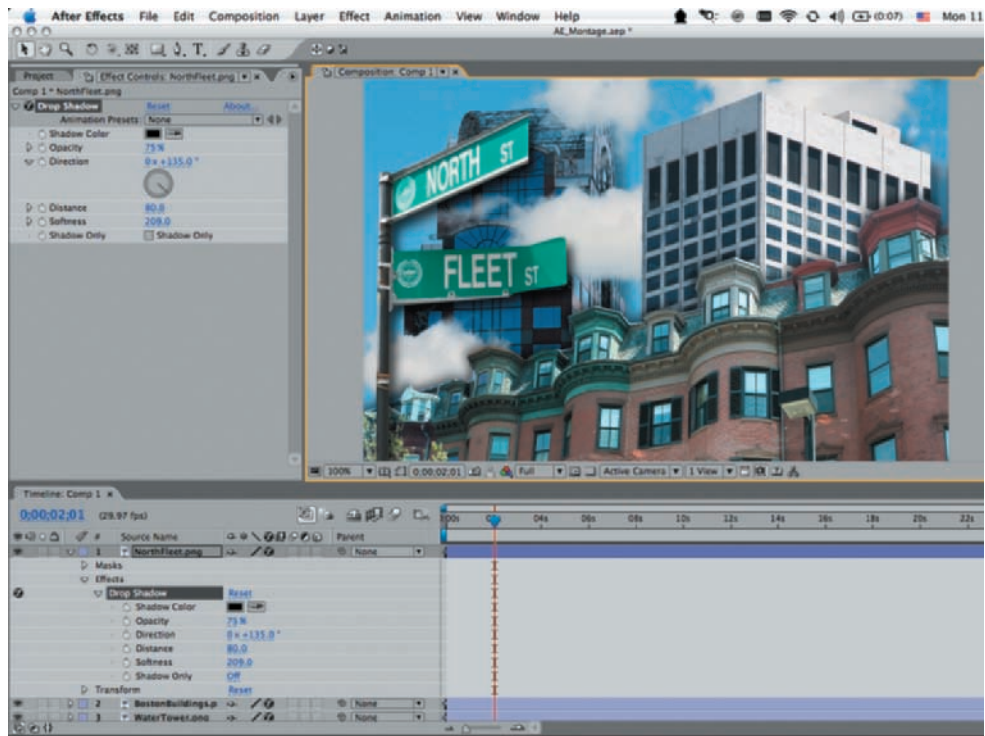 After Effects File Edit Composition Layer Effect Animation View Window Help (0:07) Mon 11
AE_Montage.aep *
Project Effect Controls: NorthFleet.png
Composition: Comp 1
Comp 1 * NorthFleet.png
Drop Shadow Reset About...
Animation Presets: None
Shadow Color
Opacity 75%
Direction 0x +135.0°
Distance 80.0
Softness 209.0
Shadow Only Shadow Only
NORTH ST
FLEET ST
100% 0;00;02;01 Full Active Camera 1 View
Timeline: Comp 1
0;00;02;01 (29.97 fps)
04s 06s 08s 10s 12s 14s 16s 18s 20s 22s
# Source Name Parent
1 NorthFleet.png None
Masks
Effects
Drop Shadow Reset
Shadow Color
Opacity 75%
Direction 0x +135.0°
Distance 80.0
Softness 209.0
Shadow Only Off
Transform Reset
2 BostonBuildings.p None
3 WaterTower.png None